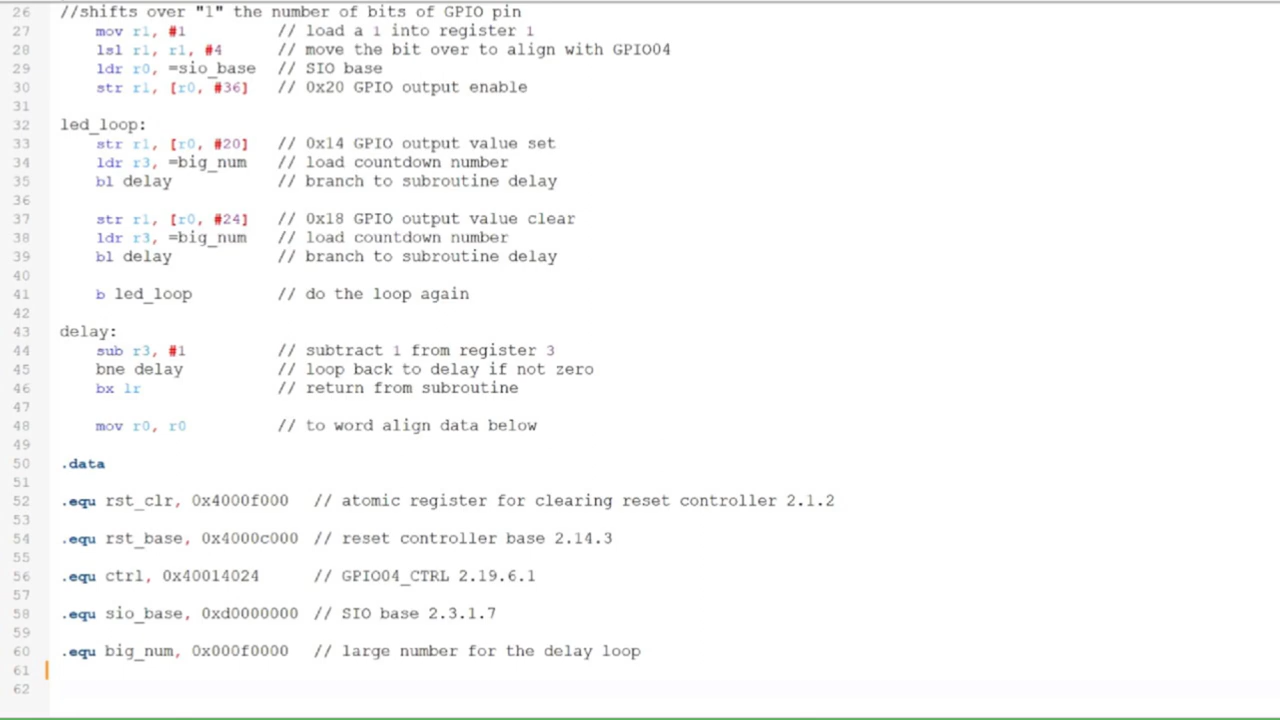 26 //shifts over "1" the number of bits of GPIO pin
27 mov r1, #1 // load a 1 into register 1
28 lsl r1, r1, #4 // move the bit over to align with GPIO04
29 ldr r0, =sio_base // SIO base
30 str r1, [r0, #36] // 0x20 GPIO output enable
31
32 led_loop:
33 str r1, [r0, #20] // 0x14 GPIO output value set
34 ldr r3, =big_num // load countdown number
35 bl delay // branch to subroutine delay
36
37 str r1, [r0, #24] // 0x18 GPIO output value clear
38 ldr r3, =big_num // load countdown number
39 bl delay // branch to subroutine delay
40
41 b led_loop // do the loop again
42
43 delay:
44 sub r3, #1 // subtract 1 from register 3
45 bne delay // loop back to delay if not zero
46 bx lr // return from subroutine
47
48 mov r0, r0 // to word align data below
49
50 .data
51
52 .equ rst_clr, 0x4000f000 // atomic register for clearing reset controller 2.1.2
53
54 .equ rst_base, 0x4000c000 // reset controller base 2.14.3
55
56 .equ ctrl, 0x40014024 // GPIO04_CTRL 2.19.6.1
57
58 .equ sio_base, 0xd0000000 // SIO base 2.3.1.7
59
60 .equ big_num, 0x000f0000 // large number for the delay loop
61
62